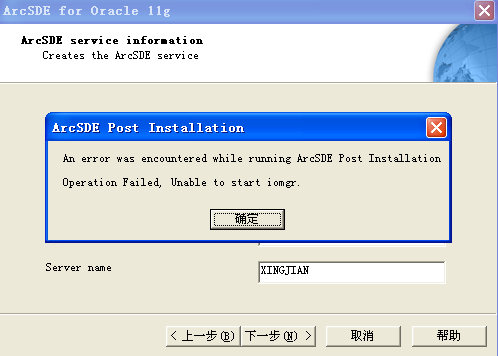 ArcSDE for Oracle 11g
ArcSDE service information
Creates the ArcSDE service
ArcSDE Post Installation
An error was encountered while running ArcSDE Post Installation
Operation Failed, Unable to start iomgr.
确定
Server name
XINGJIAN
< 上一步(B)
下一步(N) >
取消
帮助